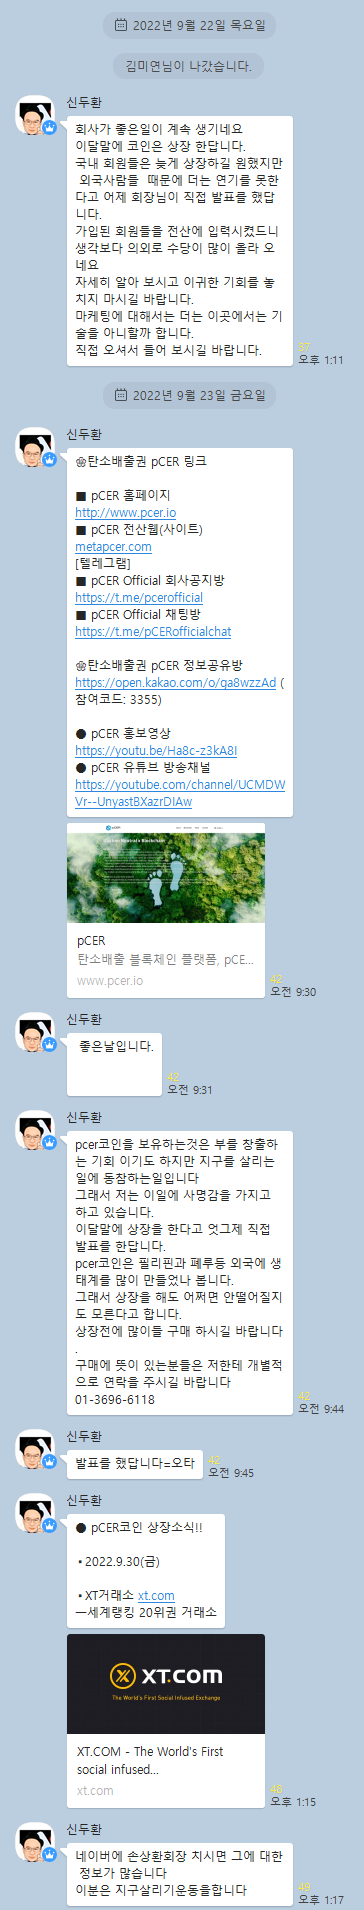 2022년 9월 22일 목요일
김미연님이 나갔습니다.
신두환
회사가 좋은일이 계속 생기네요
이달말에 코인은 상장 한답니다.
국내 회원들은 늦게 상장하길 원했지만
외국사람들 때문에 더는 연기를 못한
다고 어제 회장님이 직접 발표를 했답
니다.
가입된 회원들을 전산에 입력시켰드니
생각보다 의외로 수당이 많이 올라 오
네요
자세히 알아 보시고 이귀한 기회를 놓
치지 마시길 바랍니다.
마케팅에 대해서는 더는 이곳에서는 기
술을 아니할까 합니다.
직접 오셔서 들어 보시길 바랍니다.
37
오후 1:11
2022년 9월 23일 금요일
신두환
탄소배출권 pCER 링크
■ pCER 홈페이지
http://www.pcer.io
■ pCER 전산웹(사이트)
metapcer.com
[텔레그램]
■ pCER Official 회사공지방
https://t.me/pcerofficial
■ pCER Official 채팅방
https://t.me/pCERofficialchat
탄소배출권 pCER 정보공유방
https://open.kakao.com/o/ga8wzzAd (
참여코드: 3355)
● pCER 홍보영상
https://youtu.be/Ha8c-z3kA8I
● pCER 유튜브 방송채널
https://youtube.com/channel/UCMDW
Vr--UnyastBXazrDIAw
pCER
탄소배출 블록체인 플랫폼, pCE...
www.pcer.io
42
오전 9:30
신두환
좋은날입니다.
42
오전 9:31
신두환
pcer코인을 보유하는것은 부를 창출하
는 기회 이기도 하지만 지구를 살리는
일에 동참하는일입니다
그래서 저는 이일에 사명감을 가지고
하고 있습니다.
이달말에 상장을 한다고 엇그제 직접
발표를 한답니다.
pcer코인은 필리핀과 페루등 외국에 생
태계를 많이 만들었나 봅니다.
그래서 상장을 해도 어쩌면 안떨어질지
도 모른다고 합니다.
상장전에 많이들 구매 하시길 바랍니다
.
구매에 뜻이 있는분들은 저한테 개별적
으로 연락을 주시길 바랍니다
01-3696-6118
42
오전 9:44
신두환
발표를 했답니다=오타
42
오전 9:45
신두환
● pCER코인 상장소식!!
▪2022.9.30(금)
▪XT거래소 xt.com
ㅡ세계랭킹 20위권 거래소
XT.COM
The World's First Social Infused Exchange
XT.COM - The World's First
social infused...
xt.com
오후 1:15
신두환
네이버에 손상환회장 치시면 그에 대한
정보가 많습니다
이분은 지구살리기운동을합니다
49
오후 1:17